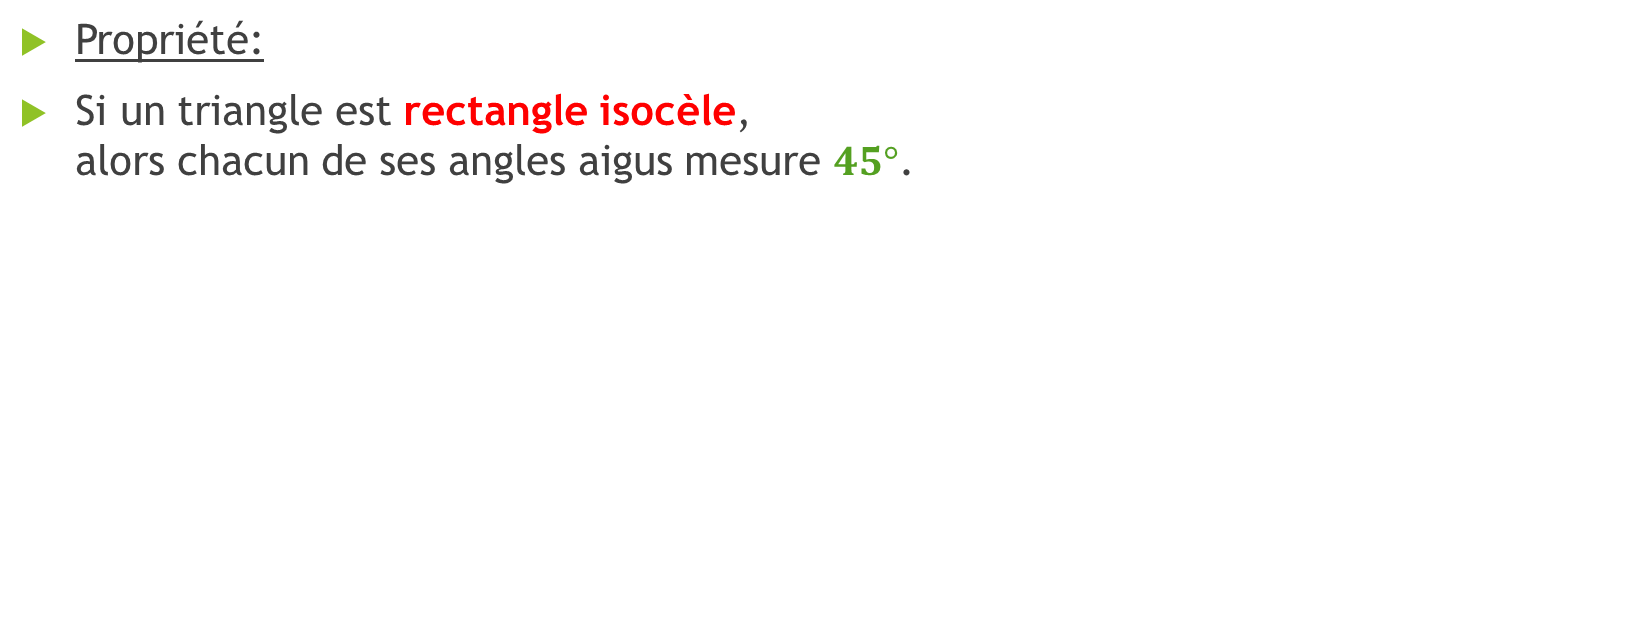 Propriété:
Si un triangle est rectangle isocèle,
alors chacun de ses angles aigus mesure 45°.